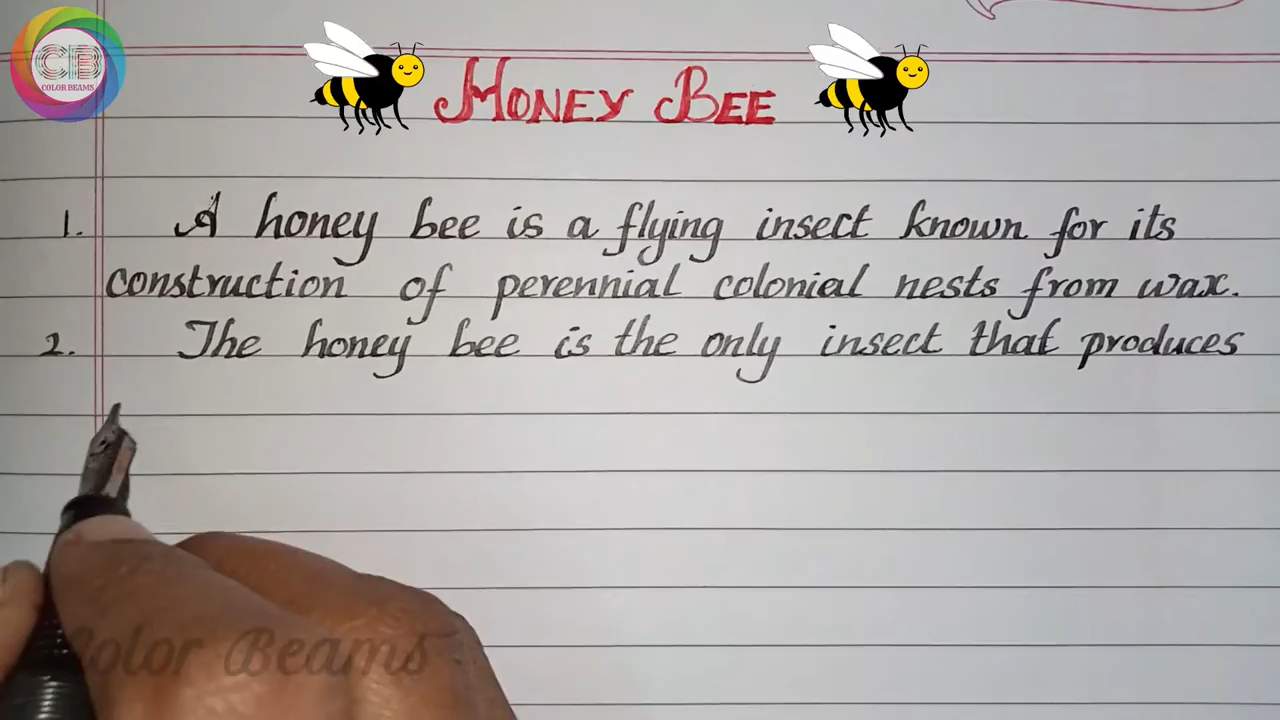 CB
COLOR BEAMS
HONEY BEE
1. A honey bee is a flying insect known for its
construction of perennial colonial nests from wax.
2. The honey bee is the only insect that produces
Color Beams